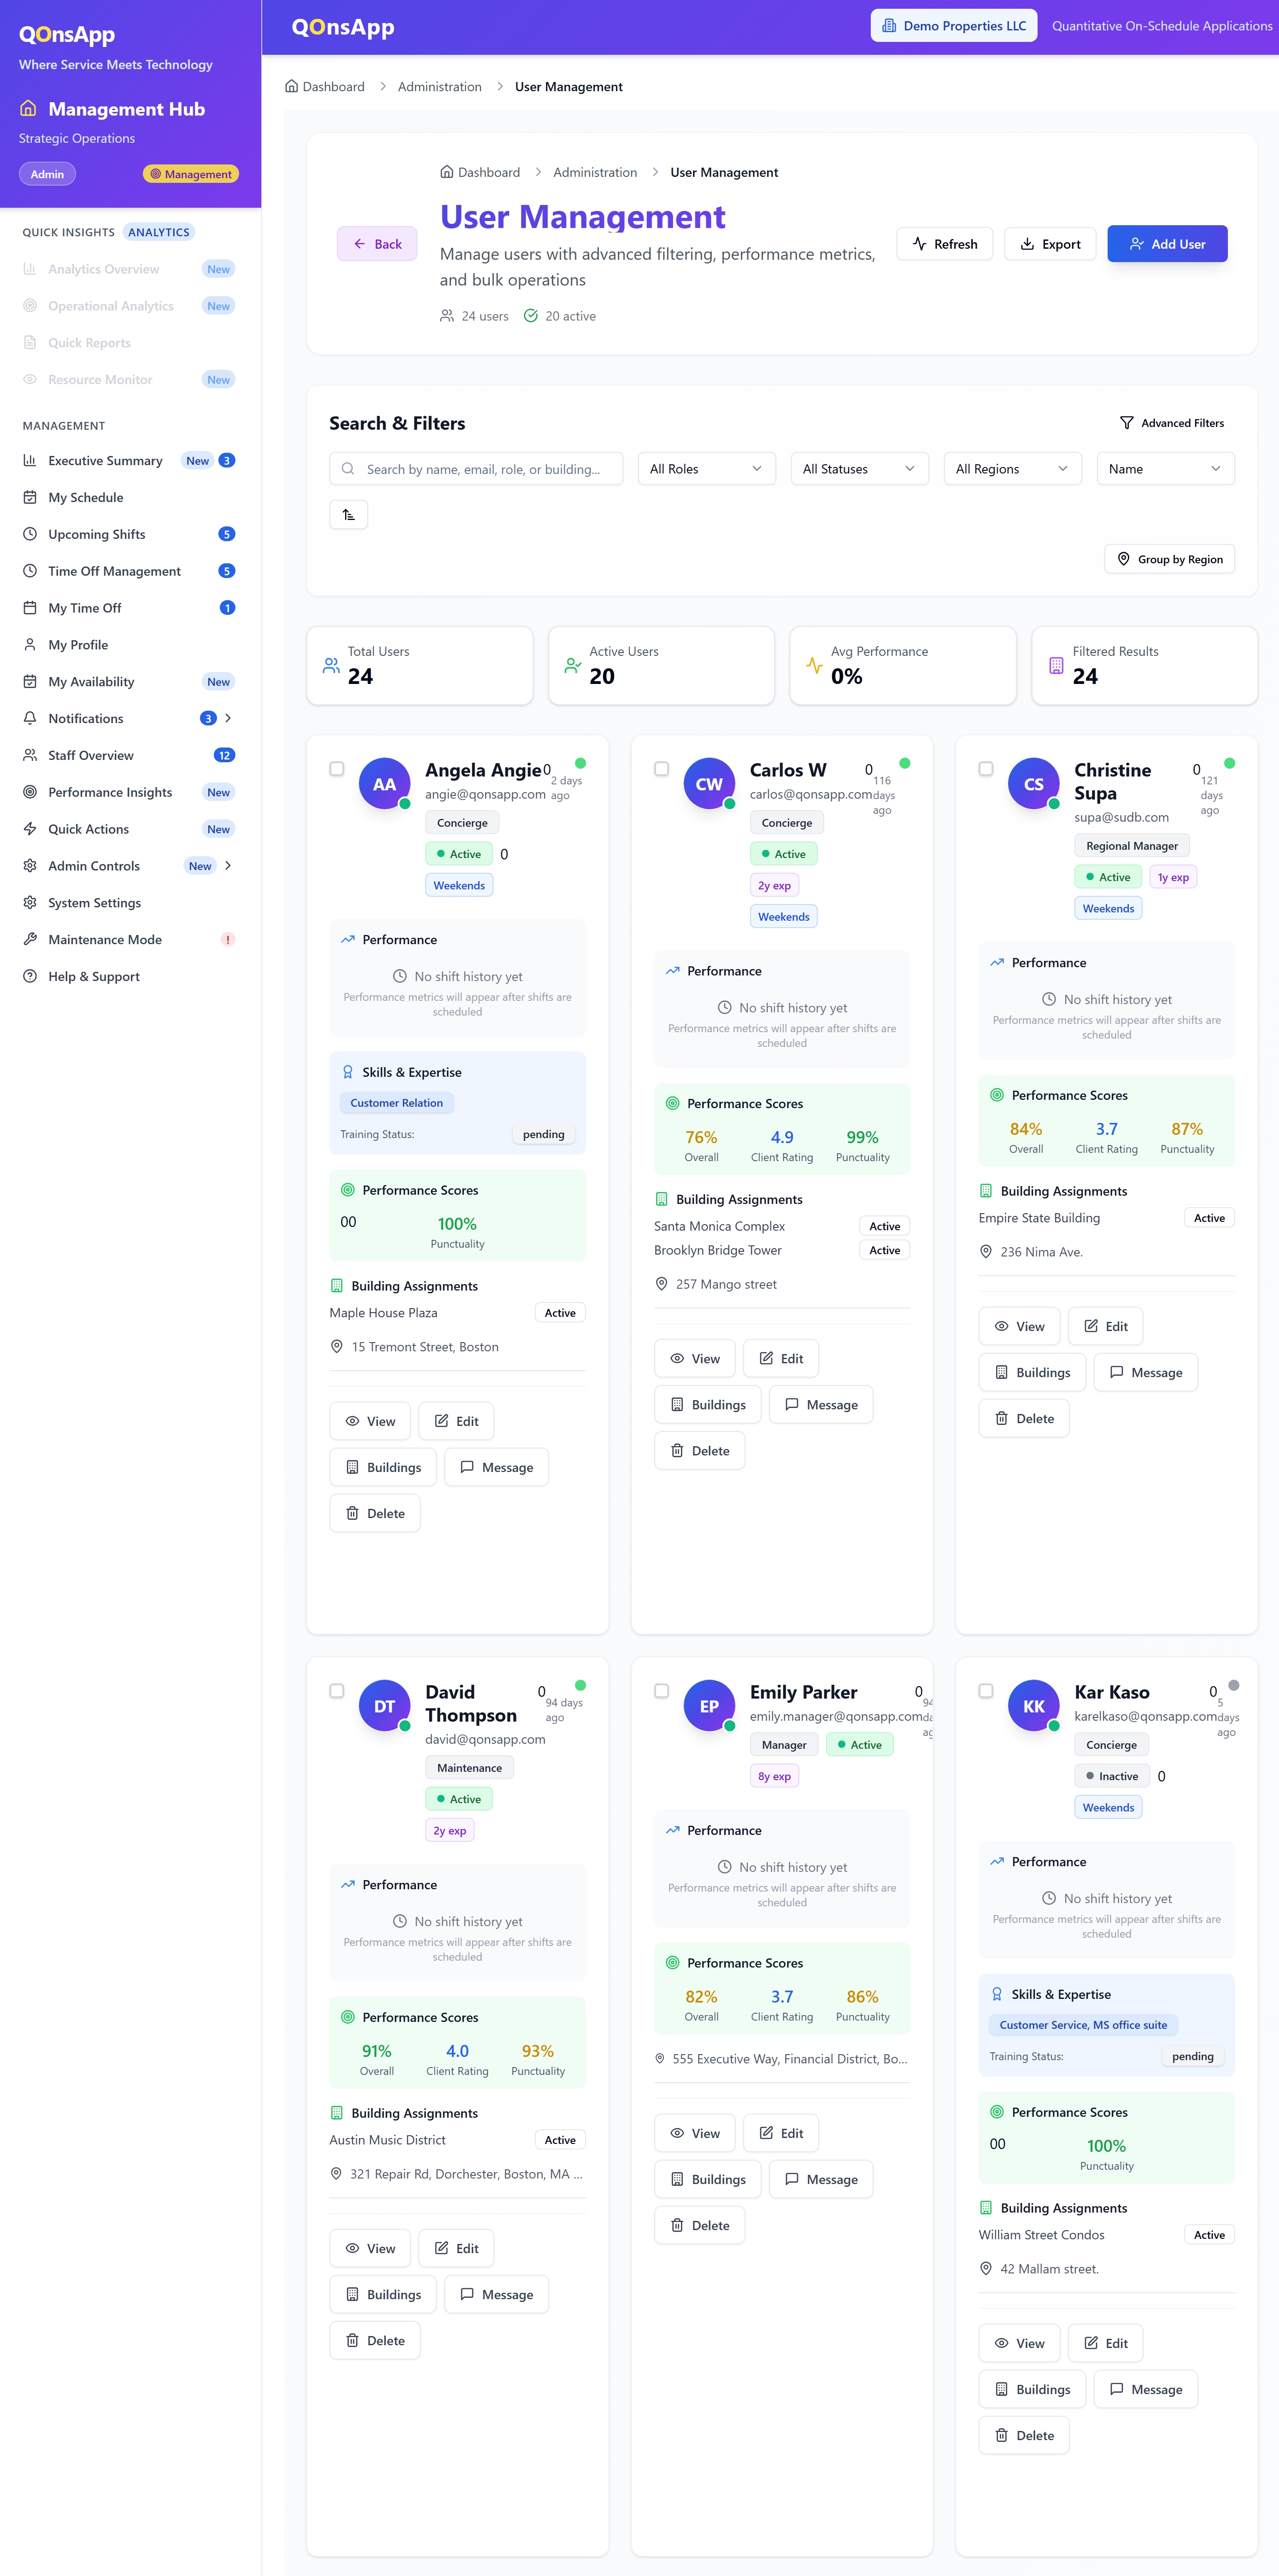 QOnsApp
Where Service Meets Technology
Management Hub
Strategic Operations
Admin
Management
QUICK INSIGHTS ANALYTICS
Analytics Overview New
Operational Analytics New
Quick Reports
Resource Monitor New
MANAGEMENT
Executive Summary New 3
My Schedule
Upcoming Shifts 5
Time Off Management 5
My Time Off 1
My Profile
My Availability New
Notifications 3
Staff Overview 12
Performance Insights New
Quick Actions New
Admin Controls New
System Settings
Maintenance Mode !
Help & Support
QOnsApp
Demo Properties LLC
Quantitative On-Schedule Applications
Dashboard > Administration > User Management
Dashboard > Administration > User Management
Back
User Management
Manage users with advanced filtering, performance metrics,
and bulk operations
24 users 20 active
Refresh
Export
Add User
Search & Filters
Advanced Filters
Search by name, email, role, or building...
All Roles
All Statuses
All Regions
Name
Group by Region
Total Users
24
Active Users
20
Avg Performance
0%
Filtered Results
24
AA
Angela Angie
0
2 days
ago
angie@qonsapp.com
Concierge
Active 0
Weekends
Performance
No shift history yet
Performance metrics will appear after shifts are
scheduled
Skills & Expertise
Customer Relation
Training Status: pending
Performance Scores
00 100%
Punctuality
Building Assignments
Maple House Plaza Active
15 Tremont Street, Boston
View
Edit
Buildings
Message
Delete
CW
Carlos W
0
116
days
ago
carlos@qonsapp.com
Concierge
Active
2y exp
Weekends
Performance
No shift history yet
Performance metrics will appear after shifts are
scheduled
Performance Scores
76% 4.9 99%
Overall Client Rating Punctuality
Building Assignments
Santa Monica Complex Active
Brooklyn Bridge Tower Active
257 Mango street
View
Edit
Buildings
Message
Delete
CS
Christine
Supa
0
121
days
ago
supa@sudb.com
Regional Manager
Active 1y exp
Weekends
Performance
No shift history yet
Performance metrics will appear after shifts are
scheduled
Performance Scores
84% 3.7 87%
Overall Client Rating Punctuality
Building Assignments
Empire State Building Active
236 Nima Ave.
View
Edit
Buildings
Message
Delete
DT
David
Thompson
0
94 days
ago
david@qonsapp.com
Maintenance
Active
2y exp
Performance
No shift history yet
Performance metrics will appear after shifts are
scheduled
Performance Scores
91% 4.0 93%
Overall Client Rating Punctuality
Building Assignments
Austin Music District Active
321 Repair Rd, Dorchester, Boston, MA ...
View
Edit
Buildings
Message
Delete
EP
Emily Parker
0
emily.manager@qonsapp.com
Manager
Active
8y exp
Performance
No shift history yet
Performance metrics will appear after shifts are
scheduled
Performance Scores
82% 3.7 86%
Overall Client Rating Punctuality
555 Executive Way, Financial District, Bo...
View
Edit
Buildings
Message
Delete
KK
Kar Kaso
0
5
days
ago
karelkaso@qonsapp.com
Concierge
Inactive 0
Weekends
Performance
No shift history yet
Performance metrics will appear after shifts are
scheduled
Skills & Expertise
Customer Service, MS office suite
Training Status: pending
Performance Scores
00 100%
Punctuality
Building Assignments
William Street Condos Active
42 Mallam street.
View
Edit
Buildings
Message
Delete